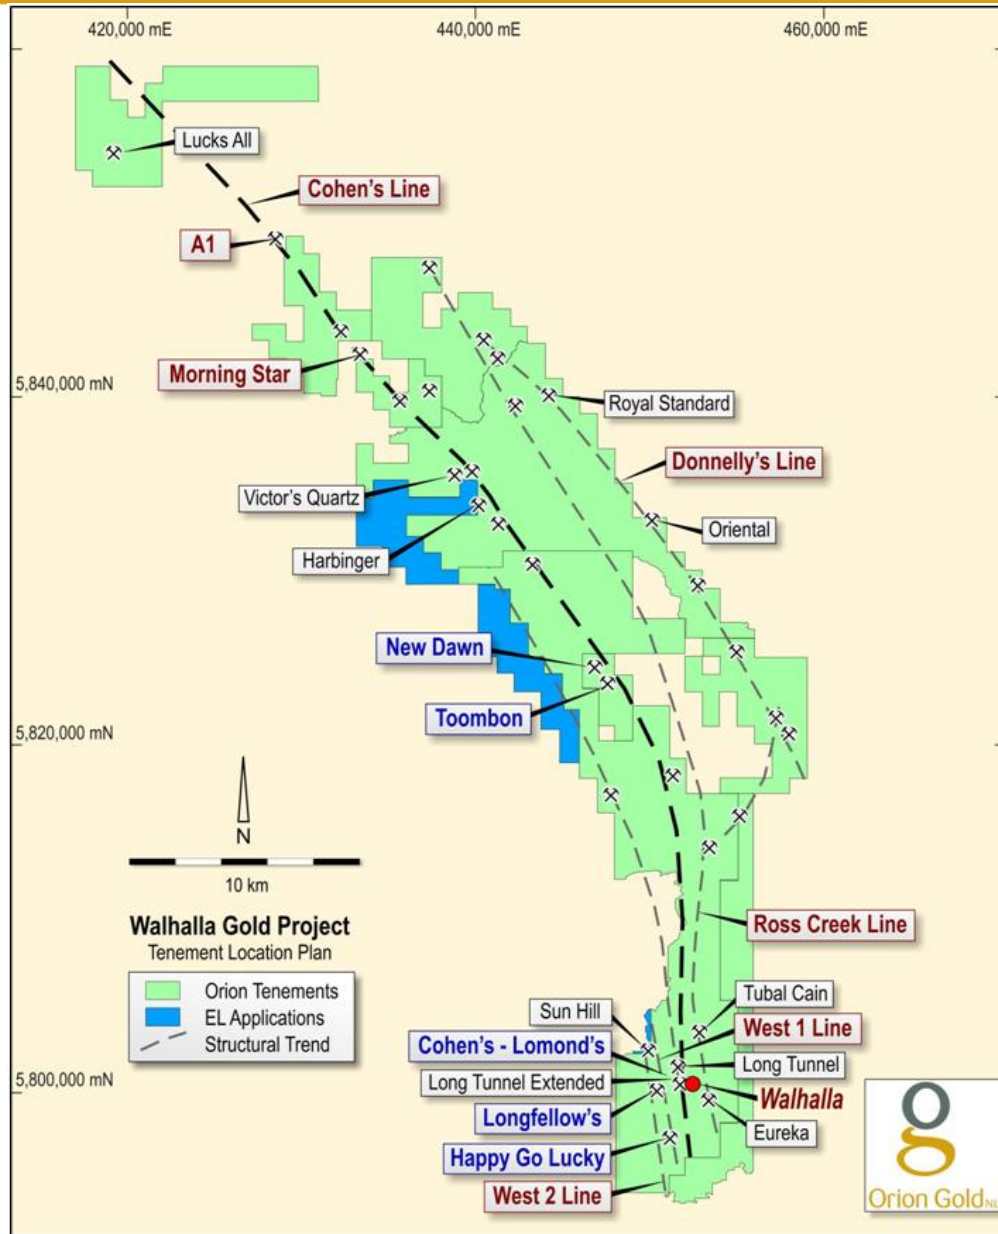 420,000 mE
440,000 mE
460,000 mE
Lucks All
Cohen's Line
A1
Morning Star
5,840,000 mN
Royal Standard
Donnelly's Line
Victor's Quartz
Oriental
Harbinger
New Dawn
Toombon
5,820,000 mN
N
10 km
Walhalla Gold Project
Tenement Location Plan
Ross Creek Line
Orion Tenements
EL Applications
Structural Trend
Tubal Cain
Sun Hill
West 1 Line
Cohen's - Lomond's
Long Tunnel
5,800,000 mN
Long Tunnel Extended
Walhalla
Longfellow's
Eureka
Happy Go Lucky
West 2 Line
Orion Gold NL